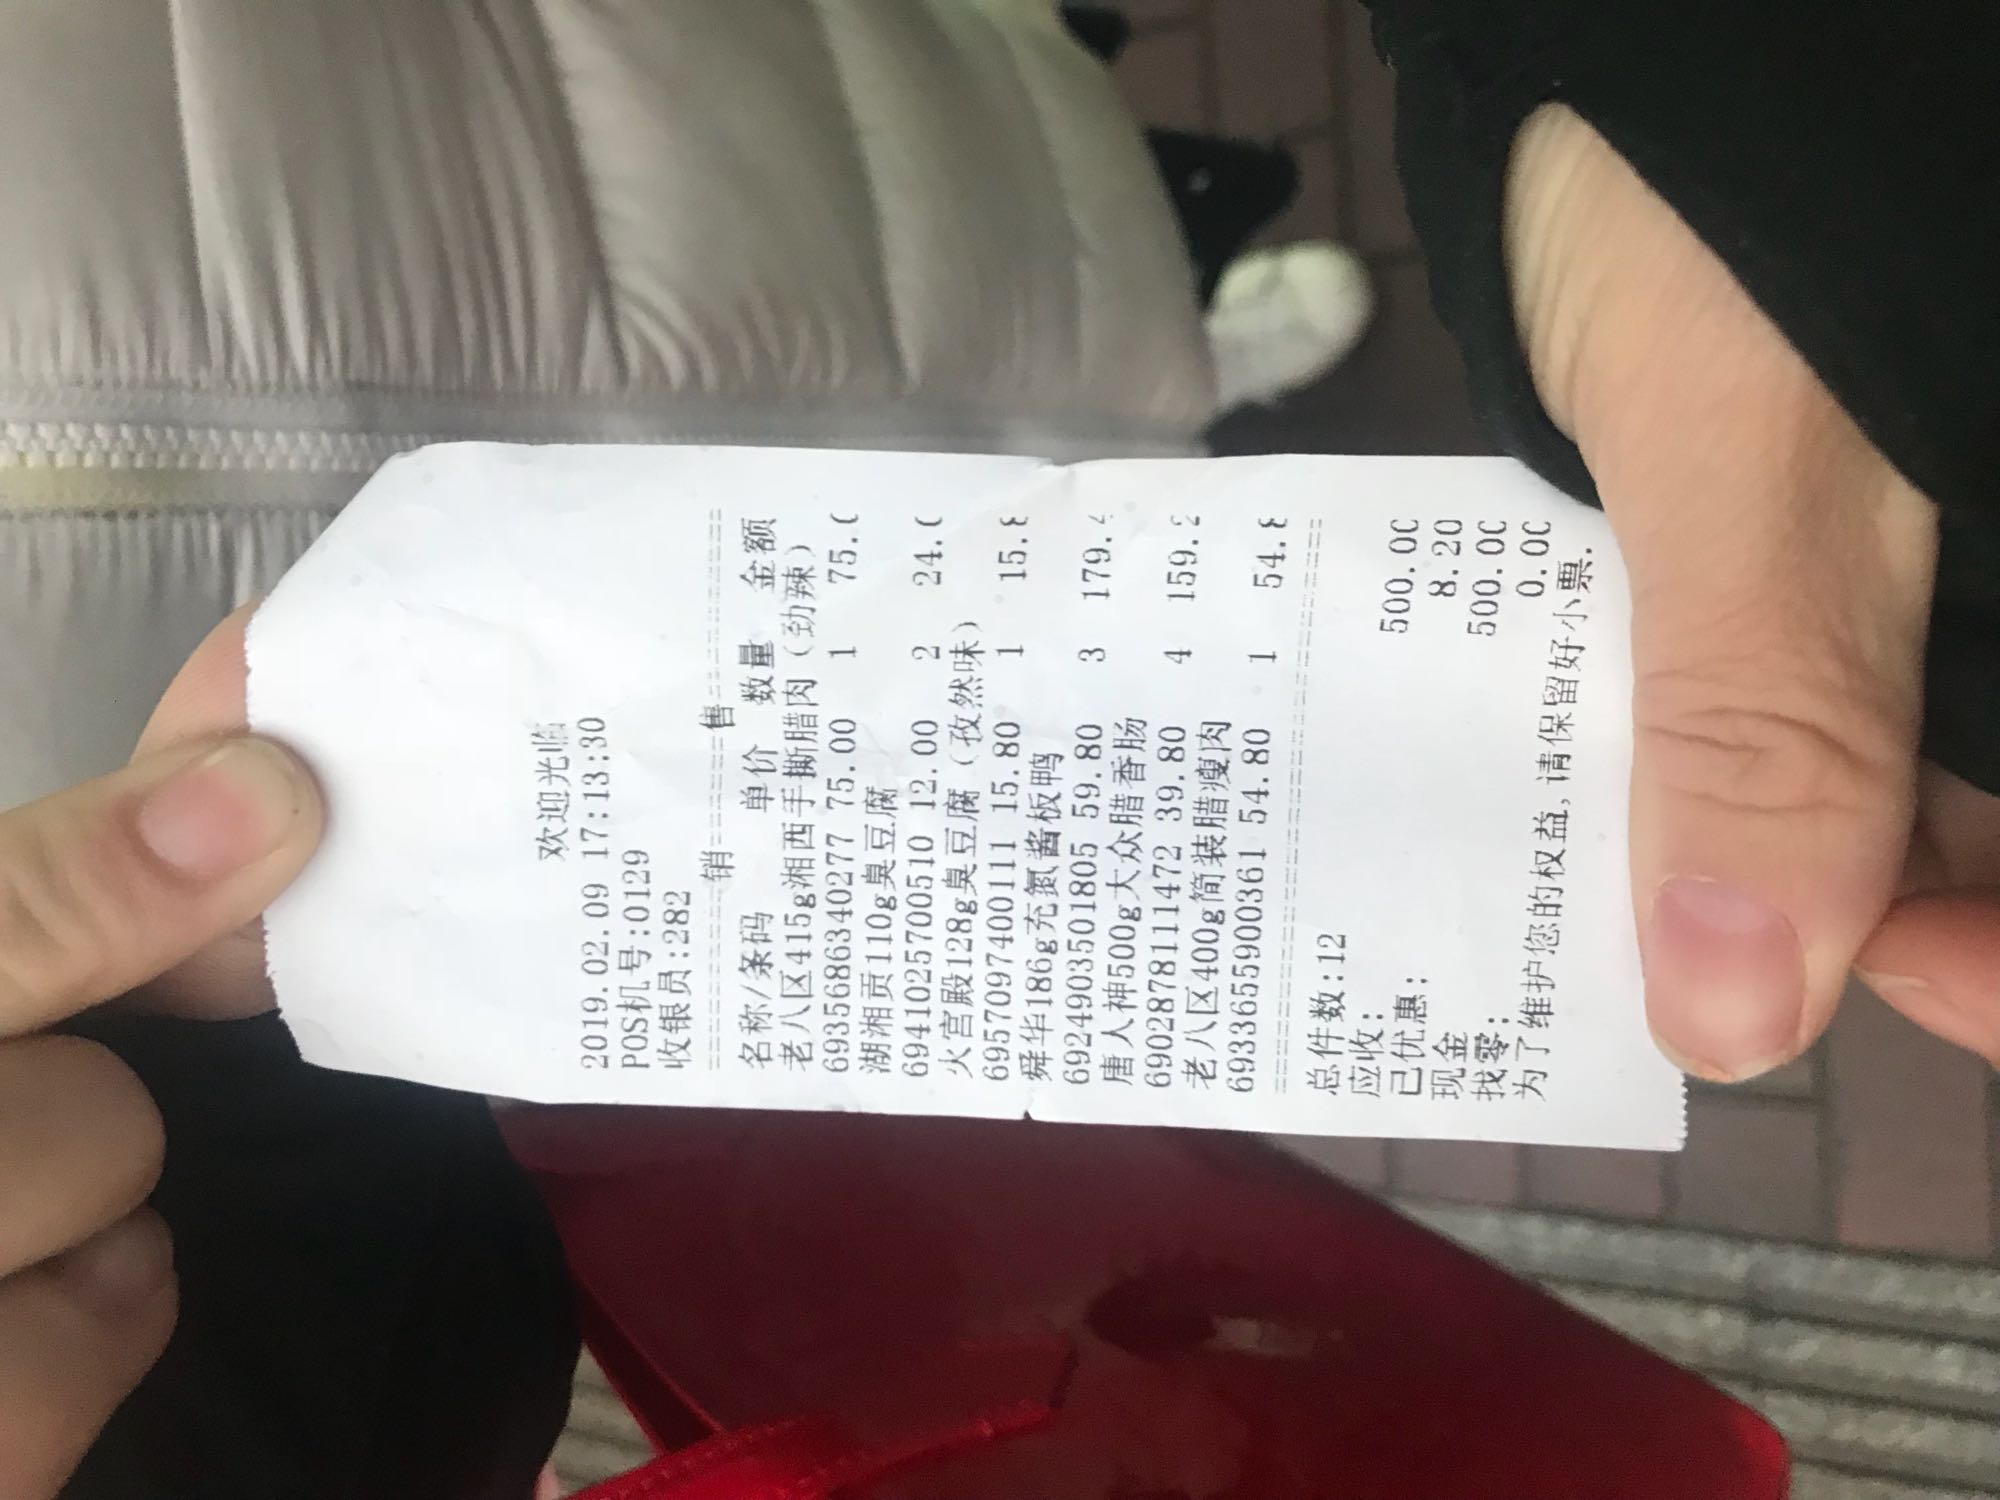 欢迎光临
2019.02.09 17:13:30
POS机号:0129
收银员:282
============销 售============
名称/条码 单价 数量 金额
老八区415g湘西手撕腊肉(劲辣)
6935686340277 75.00 1 75.0
湖湘贡110g臭豆腐
6941025700510 12.00 2 24.0
火宫殿128g臭豆腐(孜然味)
6957097400111 15.80 1 15.8
舜华186g充氮酱板鸭
6924903501805 59.80 3 179.4
唐人神500g大众腊香肠
6902878111472 39.80 4 159.2
老八区400g简装腊瘦肉
6933655900361 54.80 1 54.8
==============================
总件数:12
应收: 500.00
已优惠: 8.20
现金 500.00
找零: 0.00
为了维护您的权益,请保留好小票.